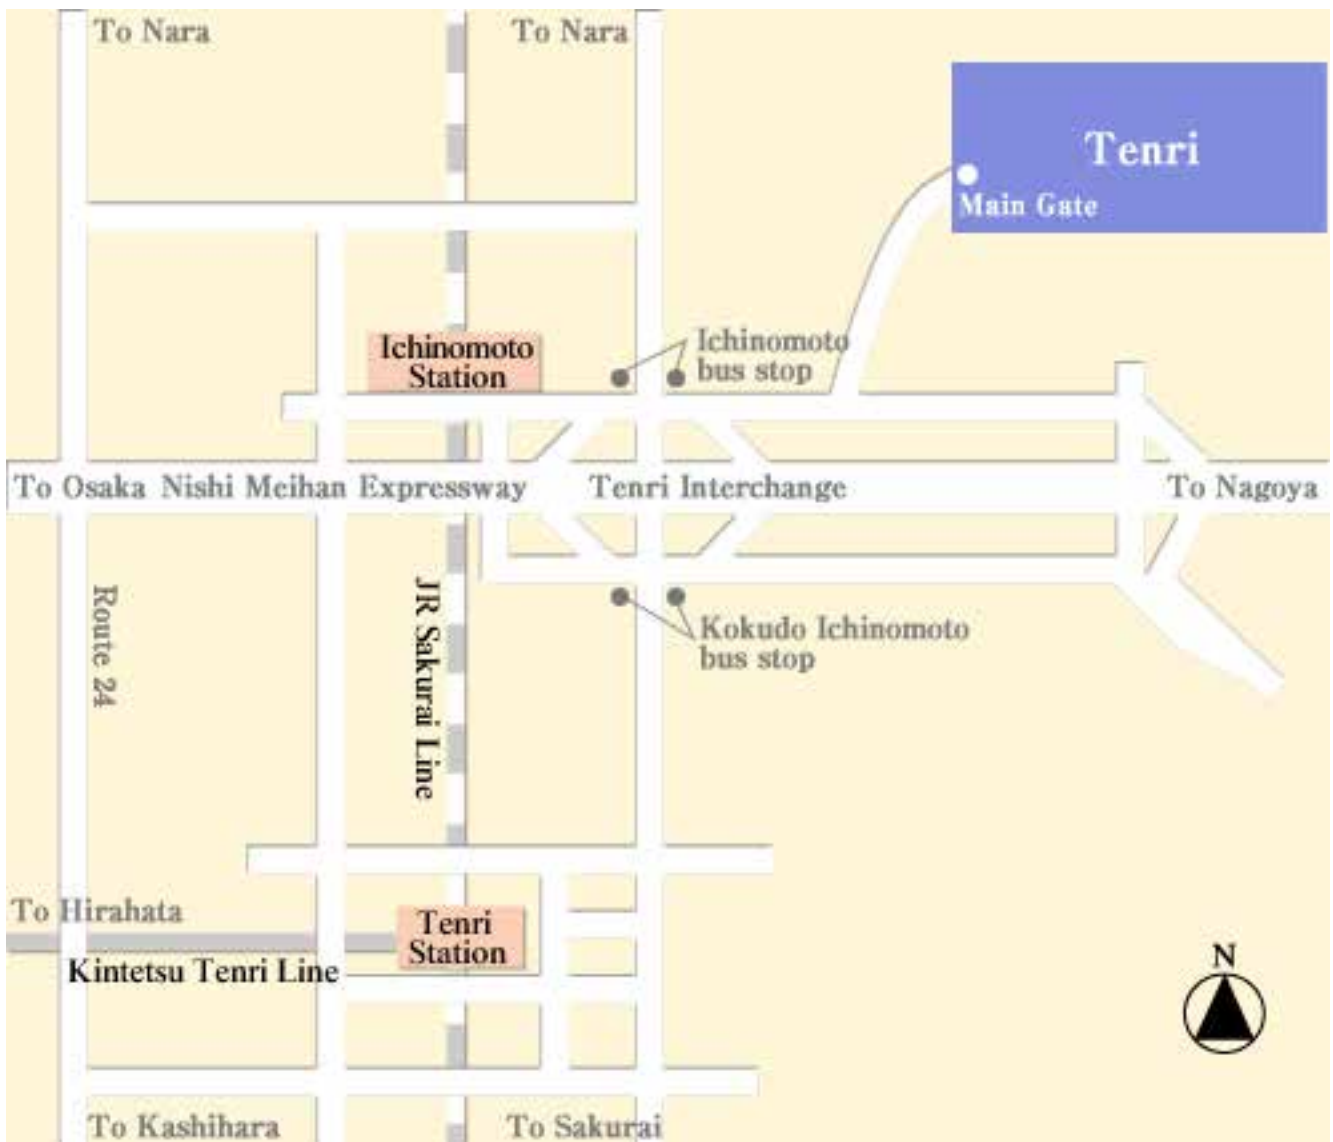 To Nara
To Nara
Tenri
Main Gate
Ichinomoto
Station
Ichinomoto
bus stop
To Osaka
Nishi Meihan Expressway
Tenri Interchange
To Nagoya
Route 24
JR Sakurai Line
Kokudo Ichinomoto
bus stop
To Hirahata
Tenri
Station
Kintetsu Tenri Line
N
To Kashihara
To Sakurai